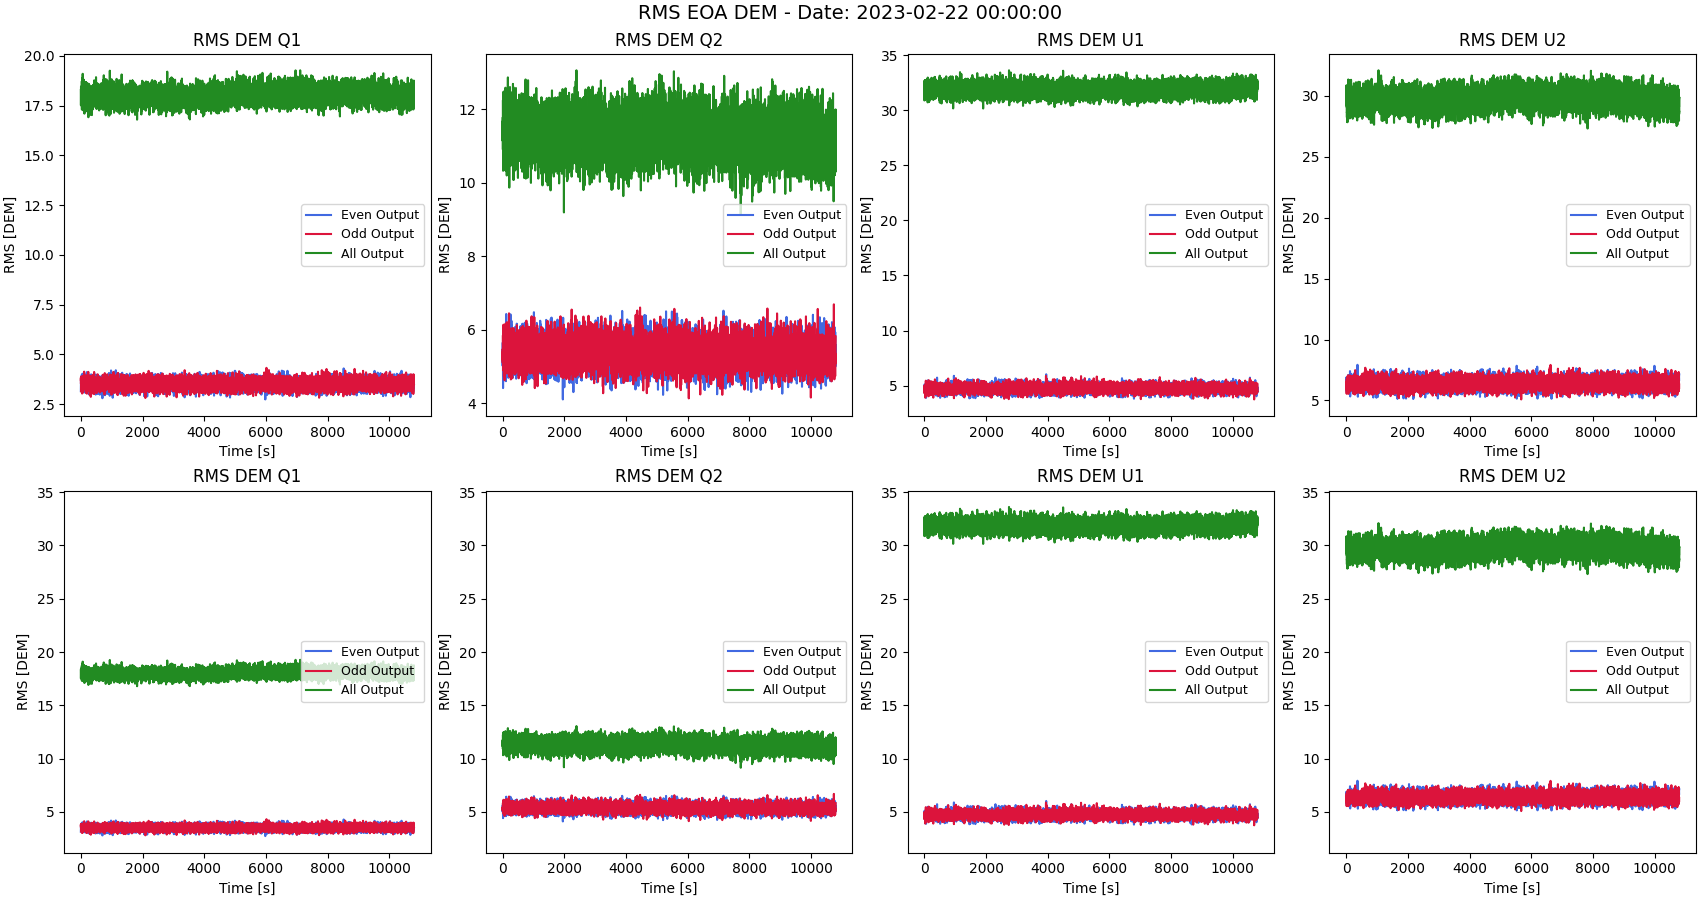 RMS EOA DEM - Date: 2023-02-22 00:00:00
RMS DEM Q1
RMS [DEM]
20.0
17.5
15.0
12.5
10.0
7.5
5.0
2.5
Even Output
Odd Output
All Output
0 2000 4000 6000 8000 10000
Time [s]
RMS DEM Q2
RMS [DEM]
12
10
8
6
4
Even Output
Odd Output
All Output
0 2000 4000 6000 8000 10000
Time [s]
RMS DEM U1
RMS [DEM]
35
30
25
20
15
10
5
Even Output
Odd Output
All Output
0 2000 4000 6000 8000 10000
Time [s]
RMS DEM U2
RMS [DEM]
30
25
20
15
10
5
Even Output
Odd Output
All Output
0 2000 4000 6000 8000 10000
Time [s]
RMS DEM Q1
RMS [DEM]
35
30
25
20
15
10
5
Even Output
Odd Output
All Output
0 2000 4000 6000 8000 10000
Time [s]
RMS DEM Q2
RMS [DEM]
35
30
25
20
15
10
5
Even Output
Odd Output
All Output
0 2000 4000 6000 8000 10000
Time [s]
RMS DEM U1
RMS [DEM]
35
30
25
20
15
10
5
Even Output
Odd Output
All Output
0 2000 4000 6000 8000 10000
Time [s]
RMS DEM U2
RMS [DEM]
35
30
25
20
15
10
5
Even Output
Odd Output
All Output
0 2000 4000 6000 8000 10000
Time [s]